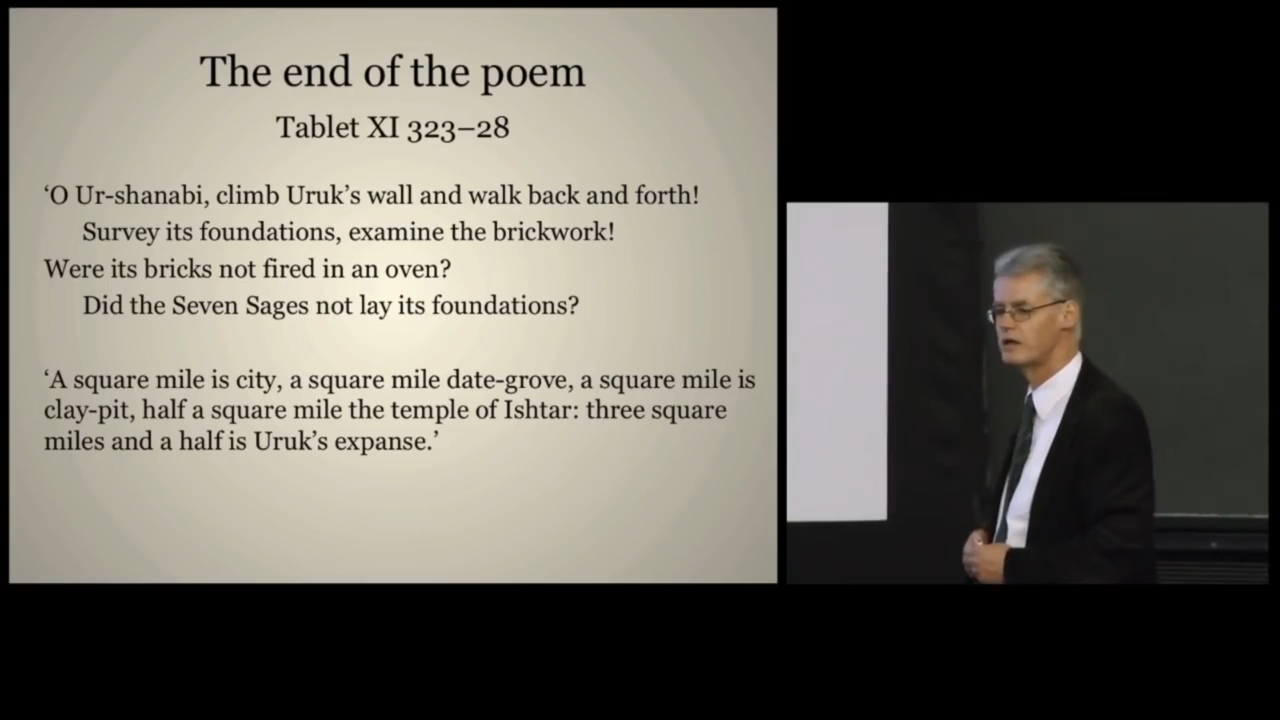 The end of the poem
Tablet XI 323–28
‘O Ur-shanabi, climb Uruk’s wall and walk back and forth!
Survey its foundations, examine the brickwork!
Were its bricks not fired in an oven?
Did the Seven Sages not lay its foundations?
‘A square mile is city, a square mile date-grove, a square mile is
clay-pit, half a square mile the temple of Ishtar: three square
miles and a half is Uruk’s expanse.’